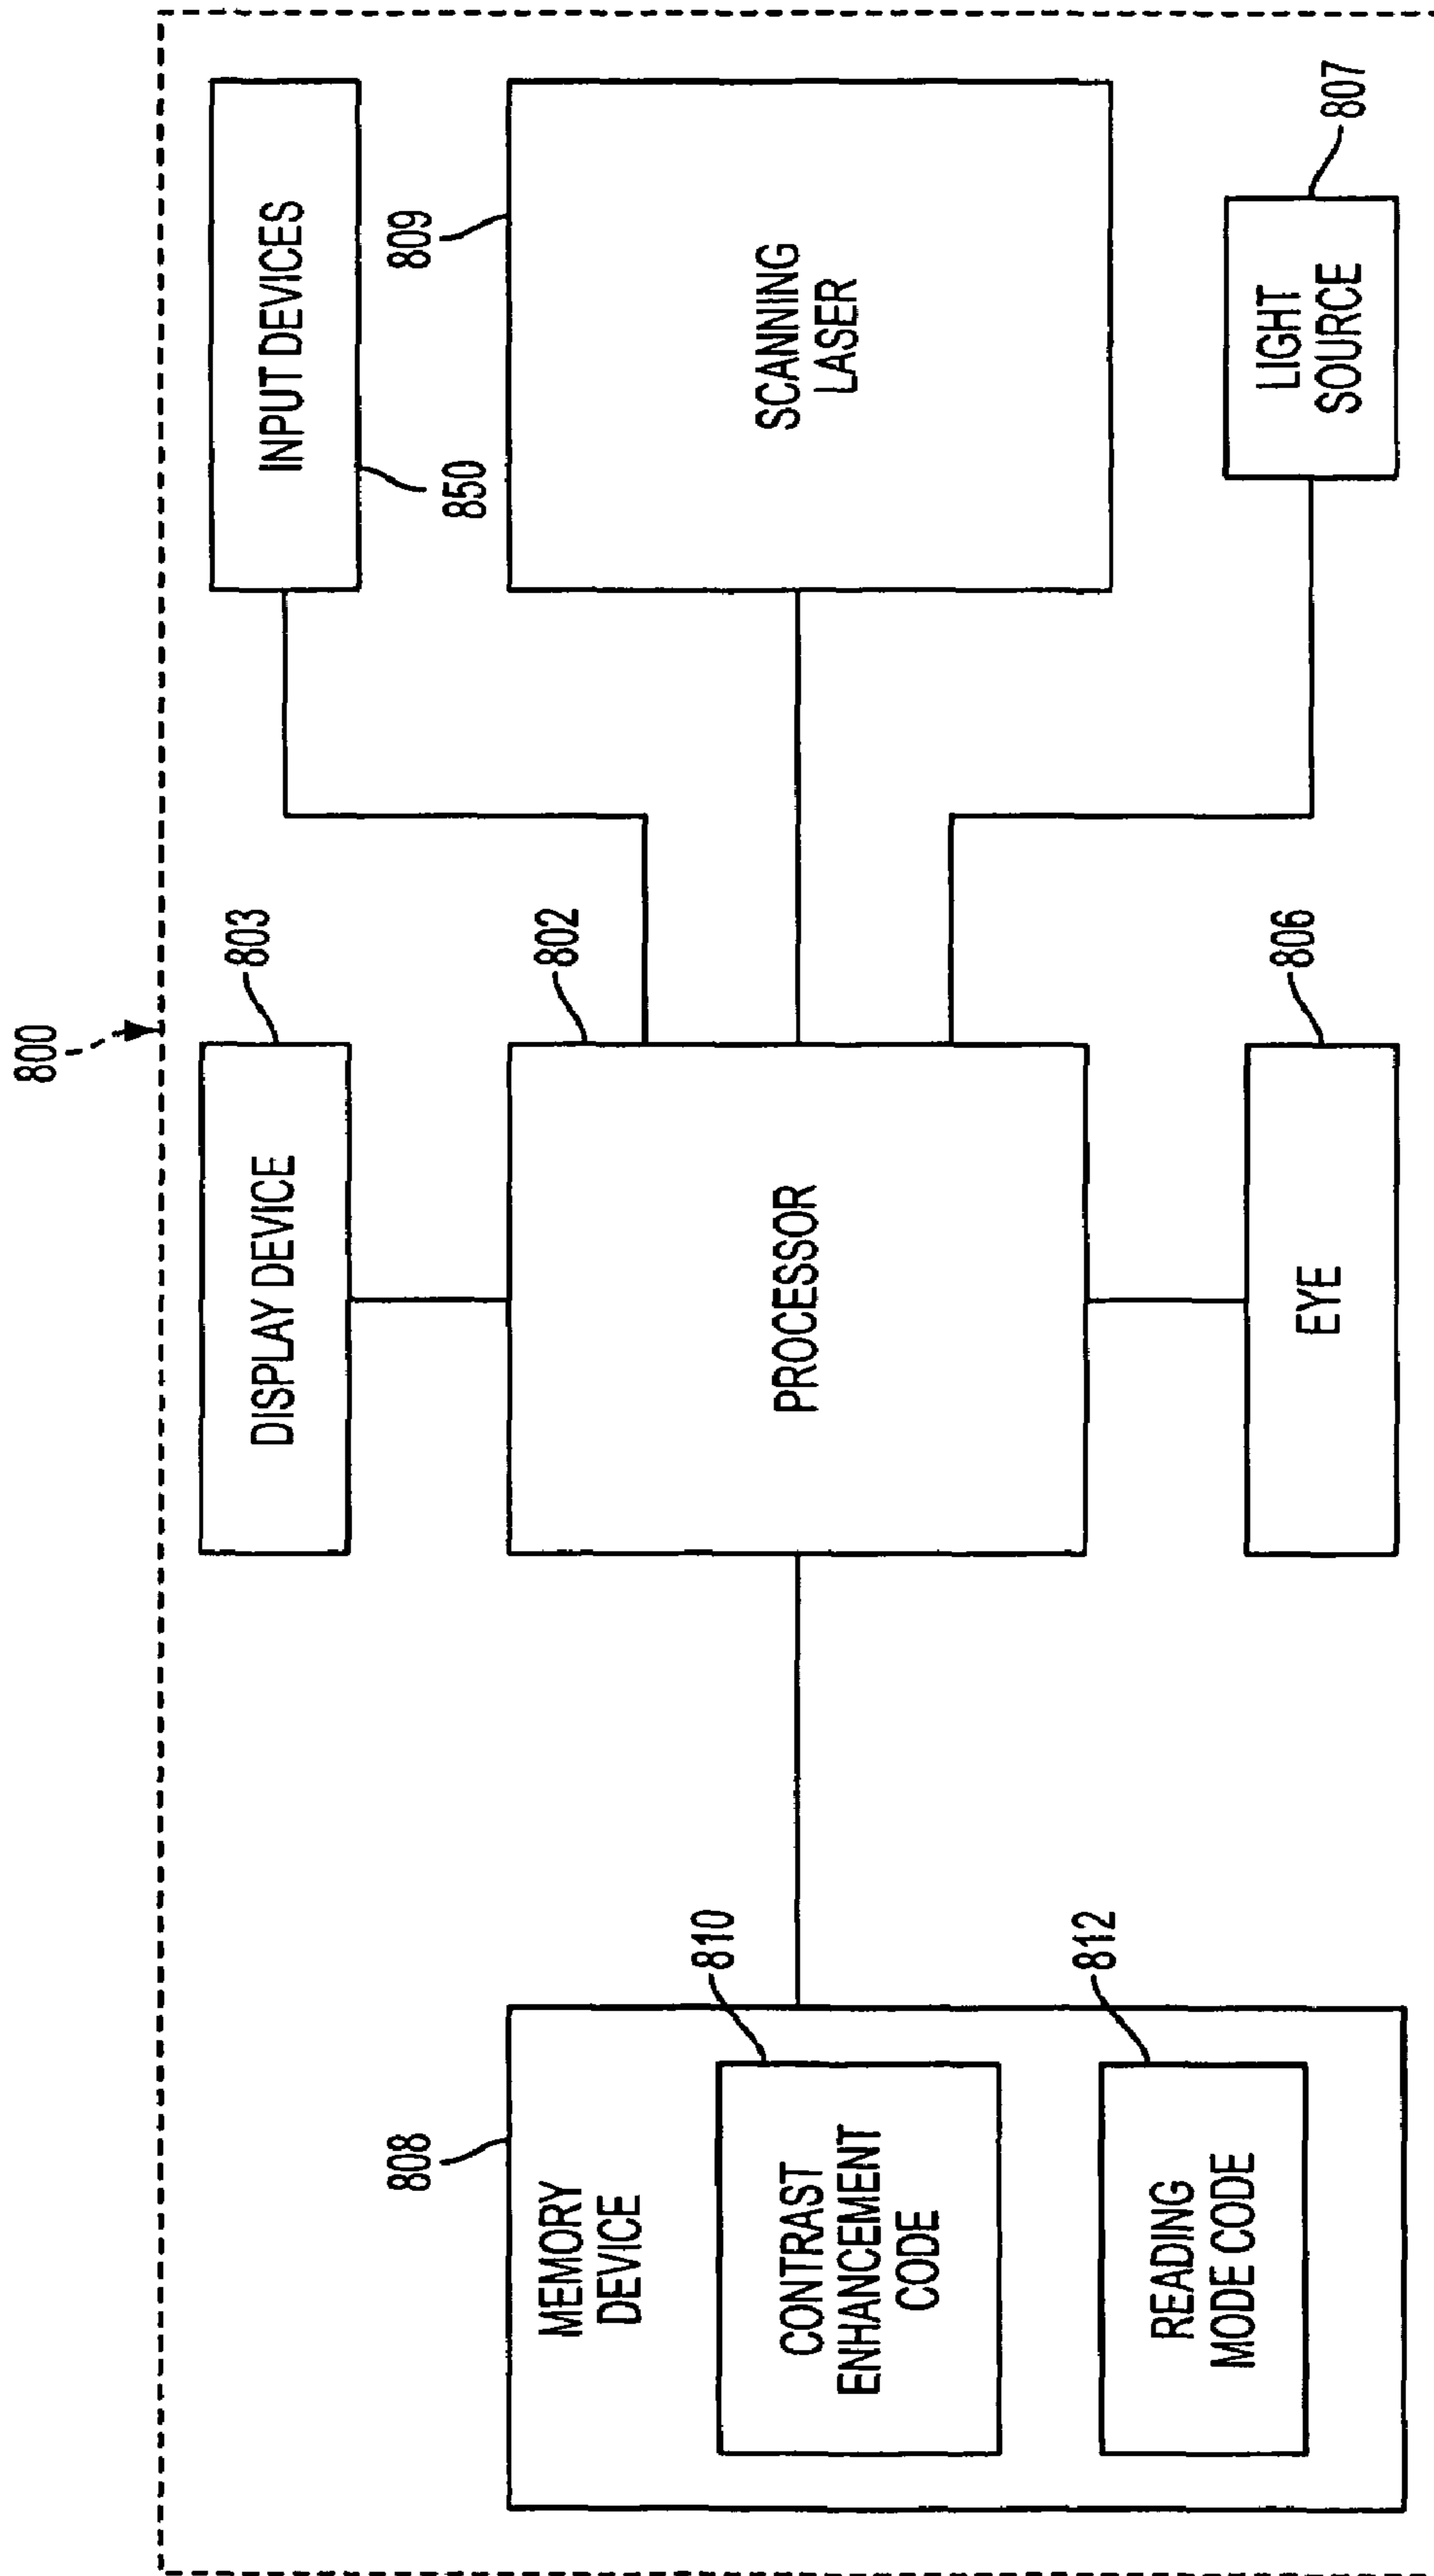 800
803
DISPLAY DEVICE
INPUT DEVICES
850
808
MEMORY
DEVICE
810
CONTRAST
ENHANCEMENT
CODE
812
READING
MODE CODE
802
PROCESSOR
809
SCANNING
LASER
806
EYE
807
LIGHT
SOURCE